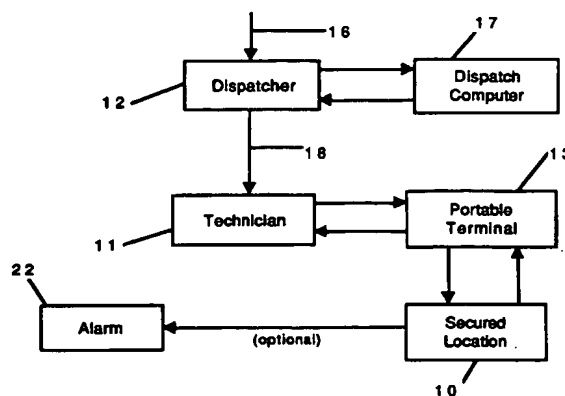 16
17
Dispatcher
Dispatch
Computer
12
18
13
Technician
Portable
Terminal
11
22
Alarm
(optional)
Secured
Location
10